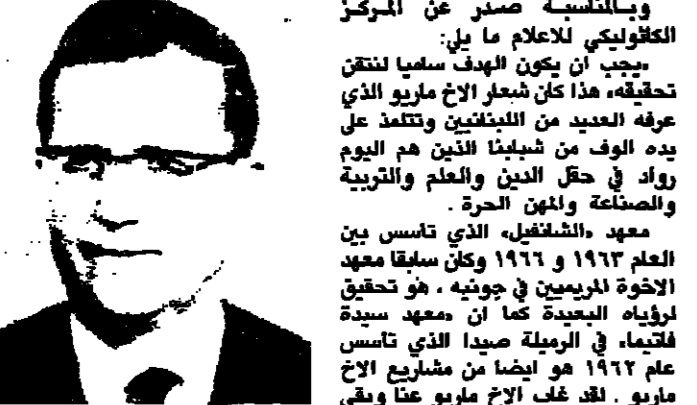 وبالمناسبة صدر عن المركز
الكاثوليكي للاعلام ما يلي:
«يجب ان يكون الهدف ساميا لنتقن
تحقيقه» هذا كان شعار الاخ ماريو الذي
عرفه العديد من اللبنانيين وتتلمذ على
يده الوف من شبابنا الذين هم اليوم
رواد في حقل الدين والعلم والتربية
والصناعة والمهن الحرة .
معهد «الشانفيل» الذي تأسس بين
العام ١٩٦٣ و ١٩٦٦ وكان سابقا معهد
الاخوة المريميين في جونيه ، هو تحقيق
لرؤياه البعيدة كما ان «معهد سيدة
فاتيما» في الرميلة صيدا الذي تأسس
عام ١٩٦٢ هو ايضا من مشاريع الاخ
ماريو . لقد غاب الاخ ماريو عنا وبقي